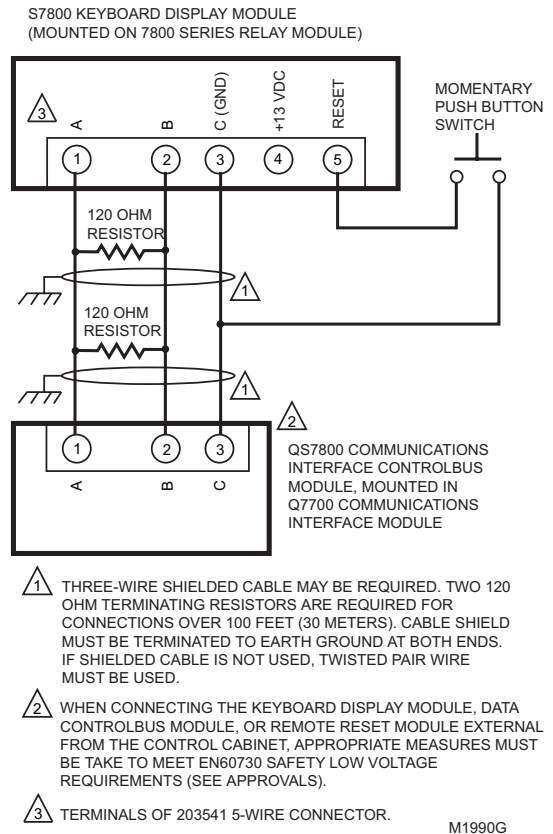 S7800 KEYBOARD DISPLAY MODULE
(MOUNTED ON 7800 SERIES RELAY MODULE)
3
A
B
C (GND)
+13 VDC
RESET
1
2
3
4
5
MOMENTARY
PUSH BUTTON
SWITCH
120 OHM
RESISTOR
1
120 OHM
RESISTOR
1
2
1
2
3
A
B
C
QS7800 COMMUNICATIONS
INTERFACE CONTROLBUS
MODULE, MOUNTED IN
Q7700 COMMUNICATIONS
INTERFACE MODULE
1 THREE-WIRE SHIELDED CABLE MAY BE REQUIRED. TWO 120
OHM TERMINATING RESISTORS ARE REQUIRED FOR
CONNECTIONS OVER 100 FEET (30 METERS). CABLE SHIELD
MUST BE TERMINATED TO EARTH GROUND AT BOTH ENDS.
IF SHIELDED CABLE IS NOT USED, TWISTED PAIR WIRE
MUST BE USED.
2 WHEN CONNECTING THE KEYBOARD DISPLAY MODULE, DATA
CONTROLBUS MODULE, OR REMOTE RESET MODULE EXTERNAL
FROM THE CONTROL CABINET, APPROPRIATE MEASURES MUST
BE TAKE TO MEET EN60730 SAFETY LOW VOLTAGE
REQUIREMENTS (SEE APPROVALS).
3 TERMINALS OF 203541 5-WIRE CONNECTOR.
M1990G